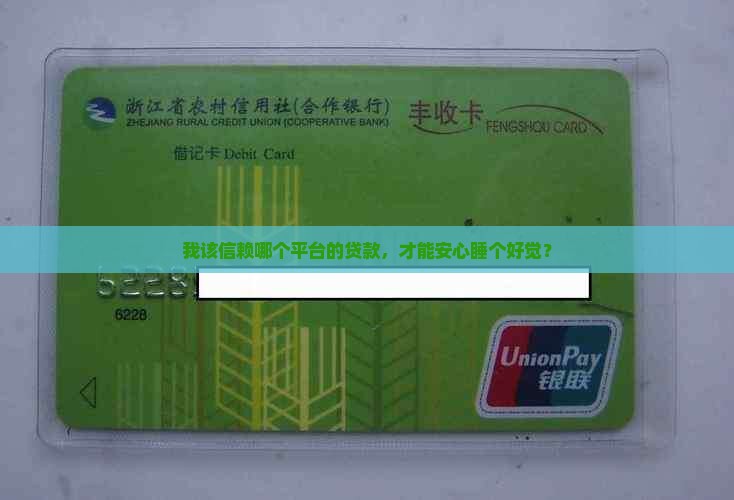 浙江省农村信用社(合作银行)
ZHEJIANG RURAL CREDIT UNION (COOPERATIVE BANK)
丰收卡
FENGSHOU CARD
借记卡 Debit Card
我该信赖哪个平台的贷款，才能安心睡个好觉？
6228
6228
UnionPay
银联